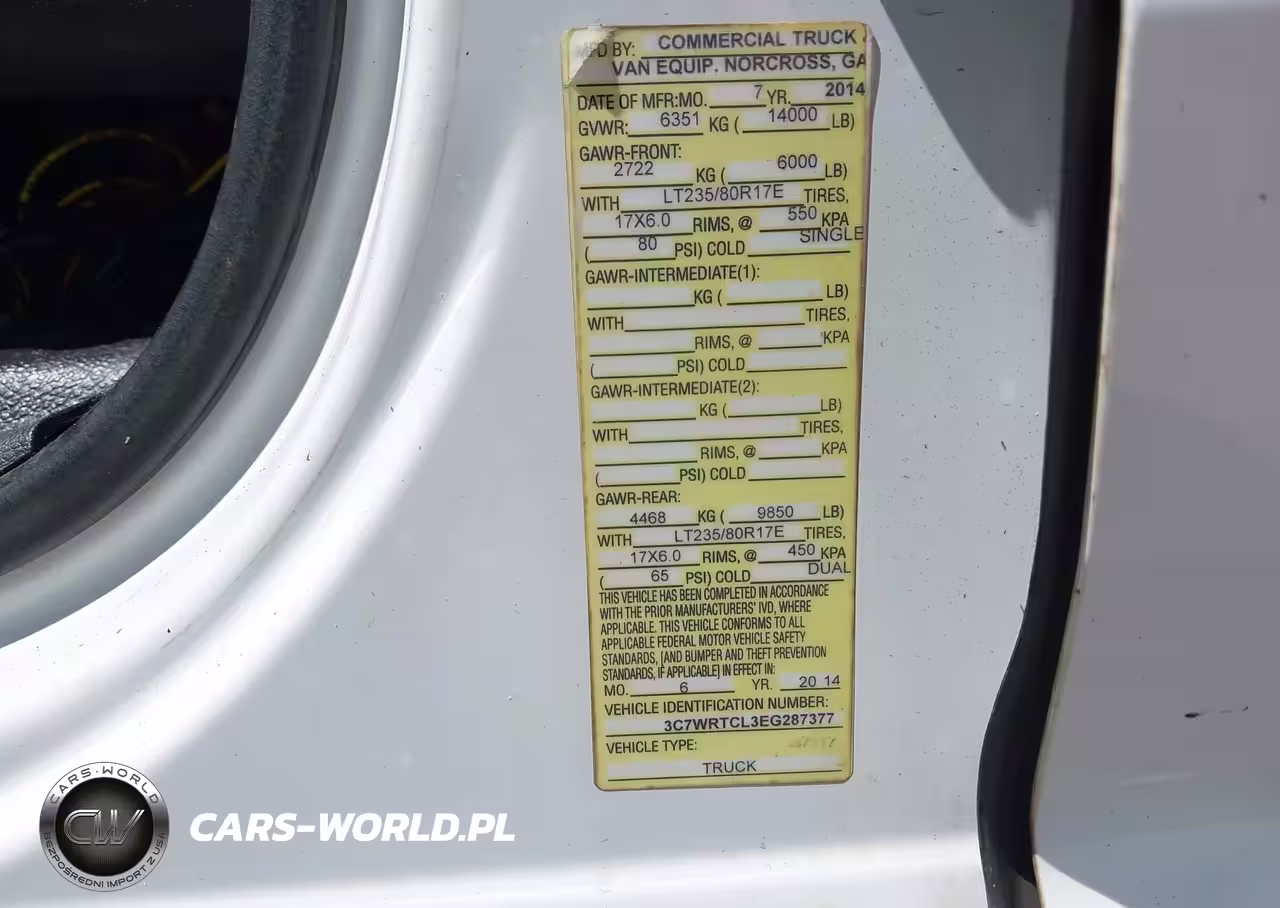 MFD BY: COMMERCIAL TRUCK &
VAN EQUIP. NORCROSS, GA
DATE OF MFR:MO. 7 YR. 2014
GVWR: 6351 KG ( 14000 LB)
GAWR-FRONT:
2722 KG ( 6000 LB)
WITH LT235/80R17E TIRES,
17X6.0 RIMS, @ 550 KPA
( 80 PSI) COLD SINGLE
GAWR-INTERMEDIATE(1):
KG ( LB)
WITH TIRES,
RIMS, @ KPA
( PSI) COLD
GAWR-INTERMEDIATE(2):
KG ( LB)
WITH TIRES,
RIMS, @ KPA
( PSI) COLD
GAWR-REAR:
4468 KG ( 9850 LB)
WITH LT235/80R17E TIRES,
17X6.0 RIMS, @ 450 KPA
( 65 PSI) COLD DUAL
THIS VEHICLE HAS BEEN COMPLETED IN ACCORDANCE
WITH THE PRIOR MANUFACTURERS' IVD, WHERE
APPLICABLE. THIS VEHICLE CONFORMS TO ALL
APPLICABLE FEDERAL MOTOR VEHICLE SAFETY
STANDARDS, [AND BUMPER AND THEFT PREVENTION
STANDARDS, IF APPLICABLE] IN EFFECT IN:
MO. 6 YR. 20 14
VEHICLE IDENTIFICATION NUMBER:
3C7WRTCL3EG287377
VEHICLE TYPE:
TRUCK
CARS-WORLD
CW
BEZPOŚREDNI IMPORT Z USA
CARS-WORLD.PL